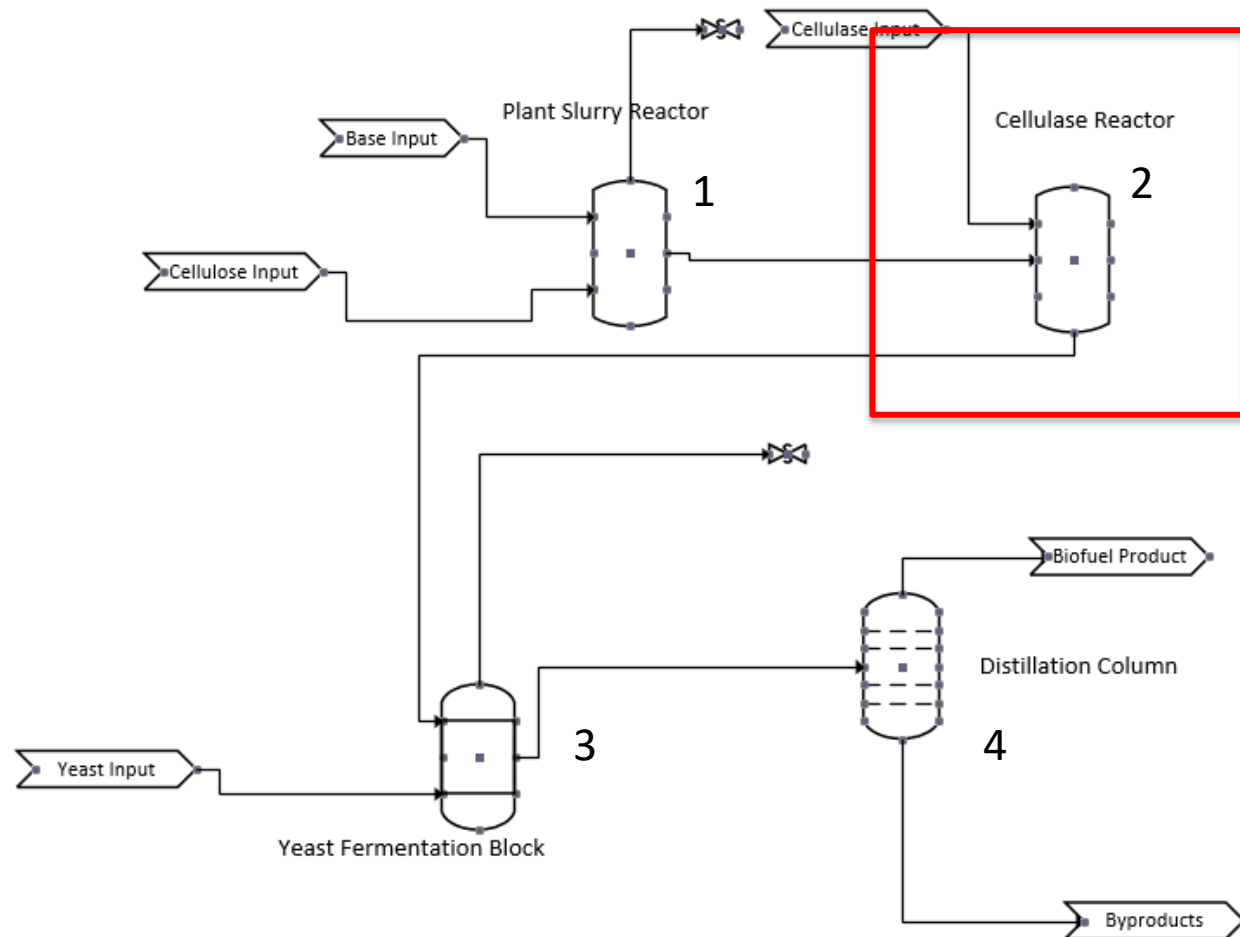 Cellulase Input
Plant Slurry Reactor
Cellulase Reactor
Base Input
1
2
Cellulose Input
Biofuel Product
Distillation Column
3
4
Yeast Input
Yeast Fermentation Block
Byproducts